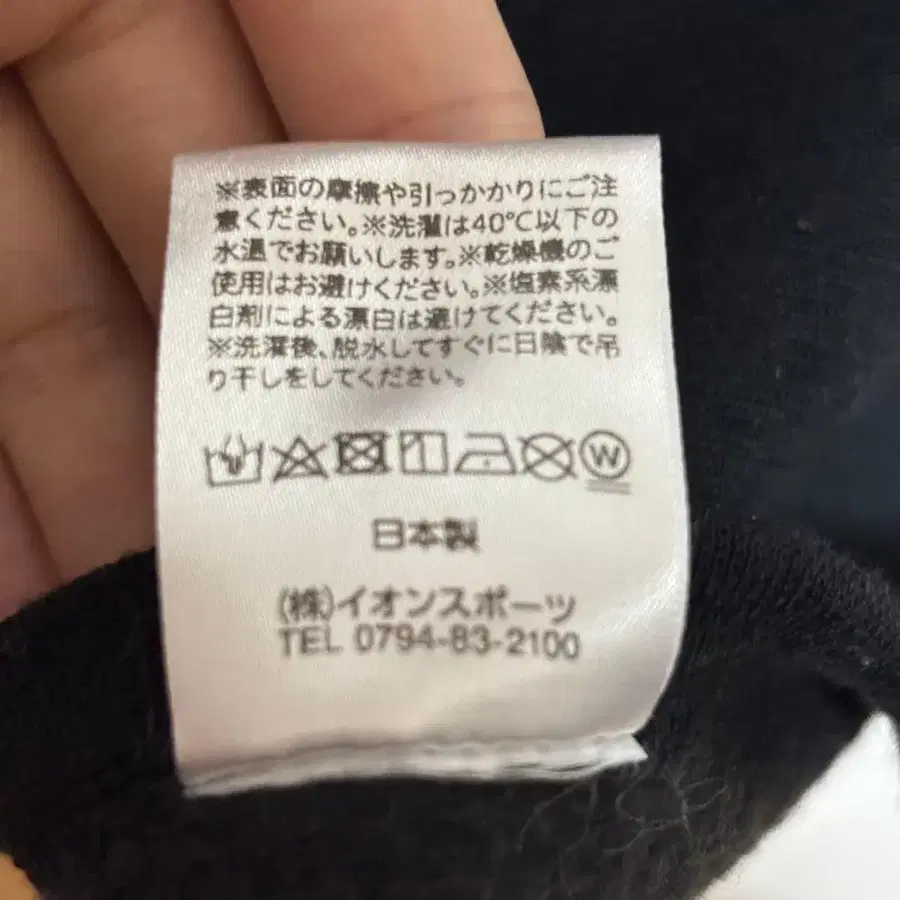 ※表面の摩擦や引っかかりにご注
意ください。※洗濯は40℃以下の
水温でお願いします。※乾燥機のご
使用はお避けください。※塩素系漂
白剤による漂白は避けてください。
※洗濯後、脱水してすぐに日陰で吊
り干しをしてください。
W
日本製
(株)イオンスポーツ
TEL 0794-83-2100